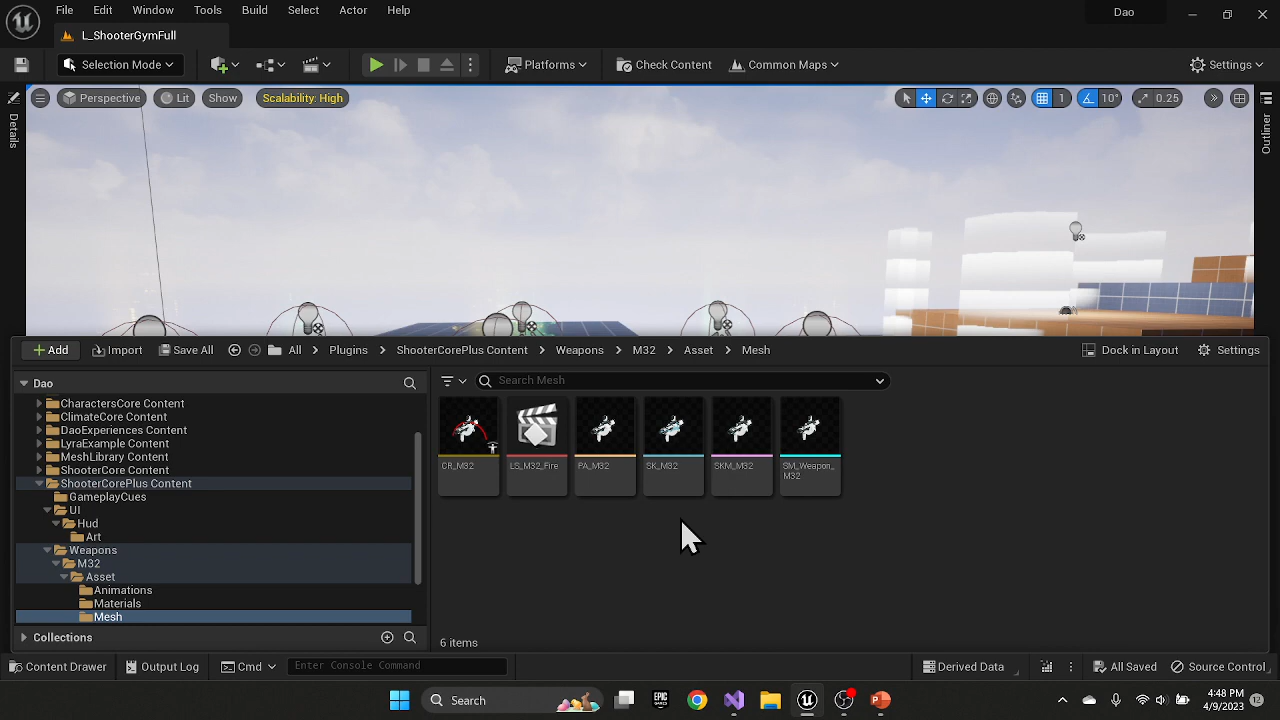 File Edit Window Tools Build Select Actor Help
Dao
L_ShooterGymFull
Selection Mode
Platforms
Check Content
Common Maps
Settings
Perspective
Lit
Show
Scalability: High
1
10°
0.25
Details
Outliner
Add
Import
Save All
All
Plugins
ShooterCorePlus Content
Weapons
M32
Asset
Mesh
Dock in Layout
Settings
Dao
Search Mesh
CharactersCore Content
ClimateCore Content
DaoExperiences Content
LyraExample Content
MeshLibrary Content
ShooterCore Content
ShooterCorePlus Content
GameplayCues
UI
Hud
Art
Weapons
M32
Asset
Animations
Materials
Mesh
CR_M32
LS_M32_Fire
PA_M32
SK_M32
SKM_M32
SM_Weapon_
M32
Collections
6 items
Content Drawer
Output Log
Cmd
Enter Console Command
Derived Data
All Saved
Source Control
Search
EPIC
GAMES
4:48 PM
4/9/2023
12